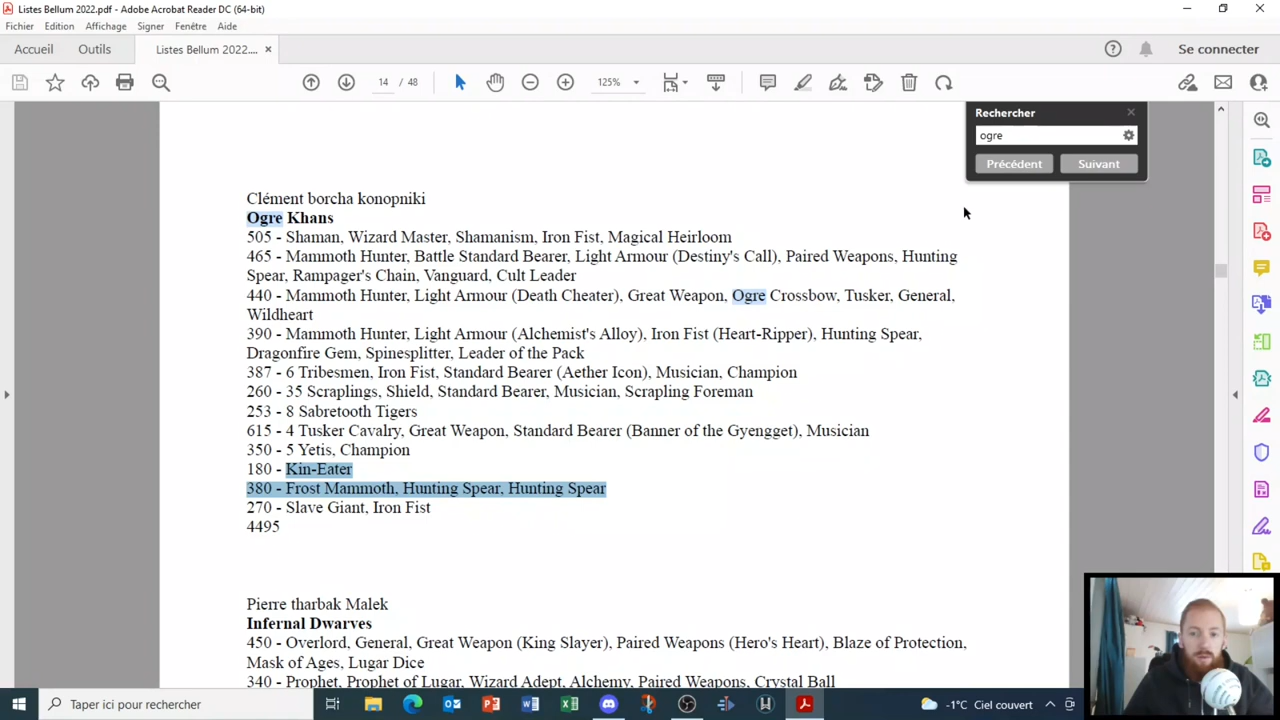 Listes Bellum 2022.pdf - Adobe Acrobat Reader DC (64-bit)
Fichier Edition Affichage Signer Fenêtre Aide
Accueil Outils Listes Bellum 2022.... × Se connecter
14 / 48 125%
Rechercher
ogre
Précédent Suivant
Clément borcha konopniki
Ogre Khans
505 - Shaman, Wizard Master, Shamanism, Iron Fist, Magical Heirloom
465 - Mammoth Hunter, Battle Standard Bearer, Light Armour (Destiny's Call), Paired Weapons, Hunting
Spear, Rampager's Chain, Vanguard, Cult Leader
440 - Mammoth Hunter, Light Armour (Death Cheater), Great Weapon, Ogre Crossbow, Tusker, General,
Wildheart
390 - Mammoth Hunter, Light Armour (Alchemist's Alloy), Iron Fist (Heart-Ripper), Hunting Spear,
Dragonfire Gem, Spinesplitter, Leader of the Pack
387 - 6 Tribesmen, Iron Fist, Standard Bearer (Aether Icon), Musician, Champion
260 - 35 Scraplings, Shield, Standard Bearer, Musician, Scrapling Foreman
253 - 8 Sabretooth Tigers
615 - 4 Tusker Cavalry, Great Weapon, Standard Bearer (Banner of the Gyengget), Musician
350 - 5 Yetis, Champion
180 - Kin-Eater
380 - Frost Mammoth, Hunting Spear, Hunting Spear
270 - Slave Giant, Iron Fist
4495
Pierre tharbak Malek
Infernal Dwarves
450 - Overlord, General, Great Weapon (King Slayer), Paired Weapons (Hero's Heart), Blaze of Protection,
Mask of Ages, Lugar Dice
340 - Prophet, Prophet of Lugar, Wizard Adept, Alchemy, Paired Weapons, Crystal Ball
Taper ici pour rechercher -1°C Ciel couvert